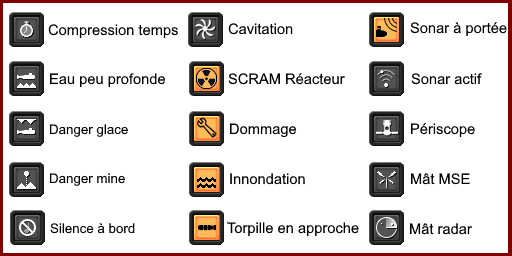 Compression temps
Cavitation
Sonar à portée
Eau peu profonde
SCRAM Réacteur
Sonar actif
Danger glace
Dommage
Périscope
Danger mine
Innondation
Mât MSE
Silence à bord
Torpille en approche
Mât radar